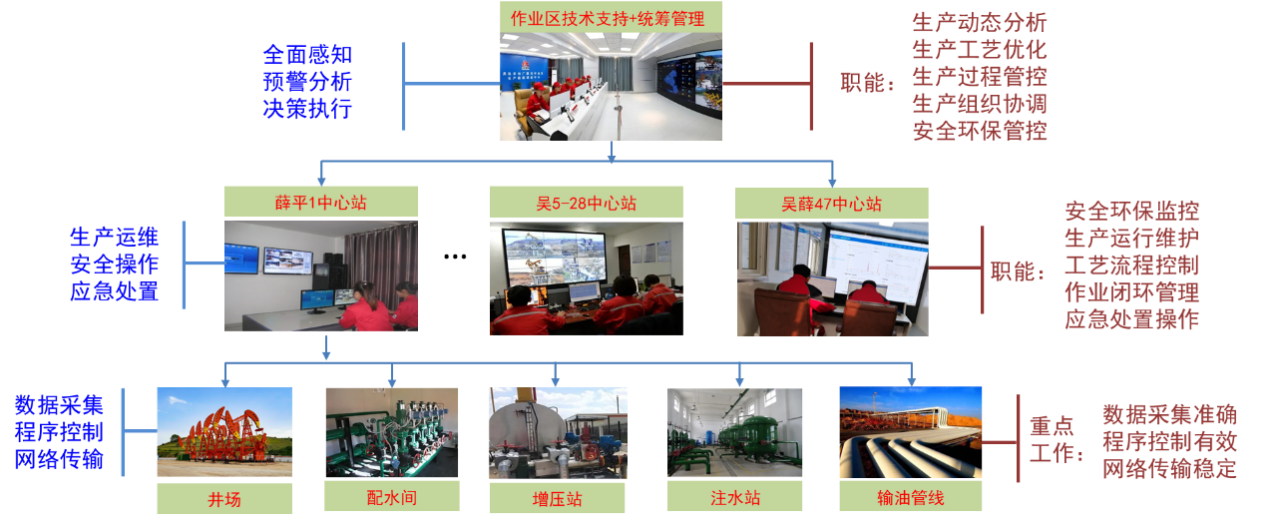 作业区技术支持+统筹管理
全面感知
预警分析
决策执行
职能：
生产动态分析
生产工艺优化
生产过程管控
生产组织协调
安全环保管控
薛平1中心站
...
吴5-28中心站
吴薛47中心站
生产运维
安全操作
应急处置
职能：
安全环保监控
生产运行维护
工艺流程控制
作业闭环管理
应急处置操作
数据采集
程序控制
网络传输
重点
工作：
数据采集准确
程序控制有效
网络传输稳定
井场
配水间
增压站
注水站
输油管线